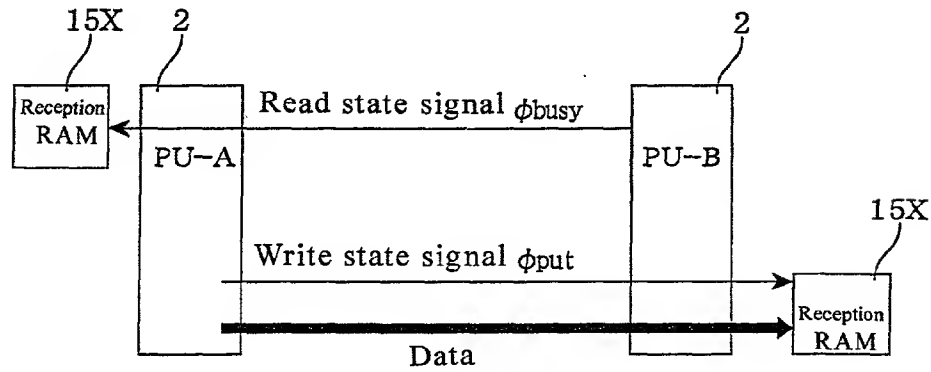 15X
2
2
Reception
RAM
Read state signal ϕbusy
PU-A
PU-B
15X
Write state signal ϕput
Reception
RAM
Data